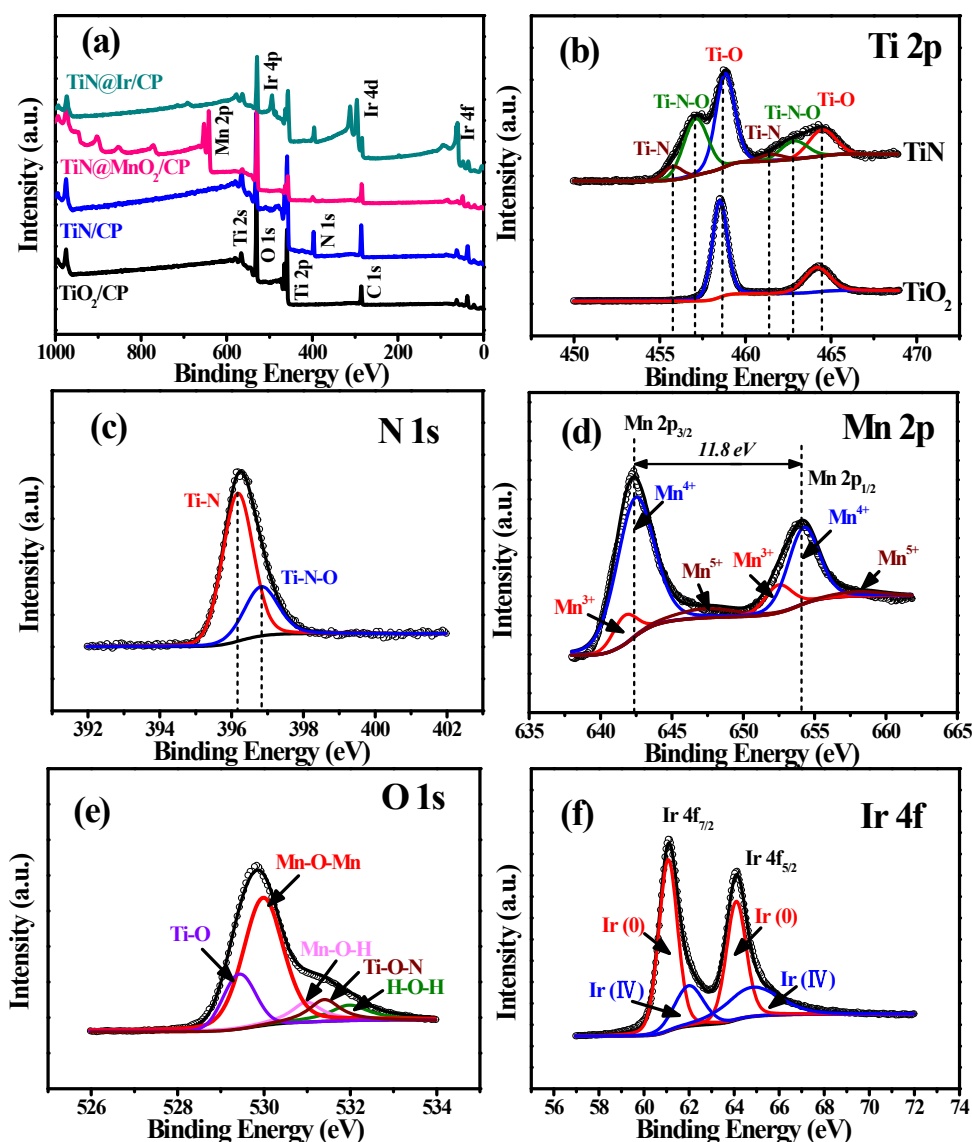 (a)
TiN@Ir/CP
Ir 4p
Ir 4d
Ir 4f
Mn 2p
TiN@MnO₂/CP
TiN/CP
Ti 2s
O 1s
Ti 2p
N 1s
C 1s
TiO₂/CP
Intensity (a.u.)
1000 800 600 400 200 0
Binding Energy (eV)
(b)
Ti 2p
Ti-O
Ti-N-O
Ti-N
Ti-N
Ti-N-O
Ti-O
TiN
TiO₂
Intensity (a.u.)
450 455 460 465 470
Binding Energy (eV)
(c)
N 1s
Ti-N
Ti-N-O
Intensity (a.u.)
392 394 396 398 400 402
Binding Energy (eV)
(d)
Mn 2p
Mn 2p₃/₂
11.8 eV
Mn 2p₁/₂
Mn⁴⁺
Mn⁴⁺
Mn³⁺
Mn⁵⁺
Mn³⁺
Mn⁵⁺
Intensity (a.u.)
635 640 645 650 655 660 665
Binding Energy (eV)
(e)
O 1s
Mn-O-Mn
Ti-O
Mn-O-H
Ti-O-N
H-O-H
Intensity (a.u.)
526 528 530 532 534
Binding Energy (eV)
(f)
Ir 4f
Ir 4f₇/₂
Ir 4f₅/₂
Ir (0)
Ir (0)
Ir (Ⅳ)
Ir (Ⅳ)
Intensity (a.u.)
56 58 60 62 64 66 68 70 72 74
Binding Energy (eV)